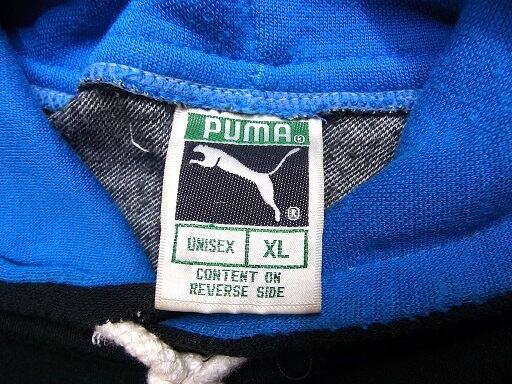 PUMA®
®
UNISEX XL
CONTENT ON
REVERSE SIDE